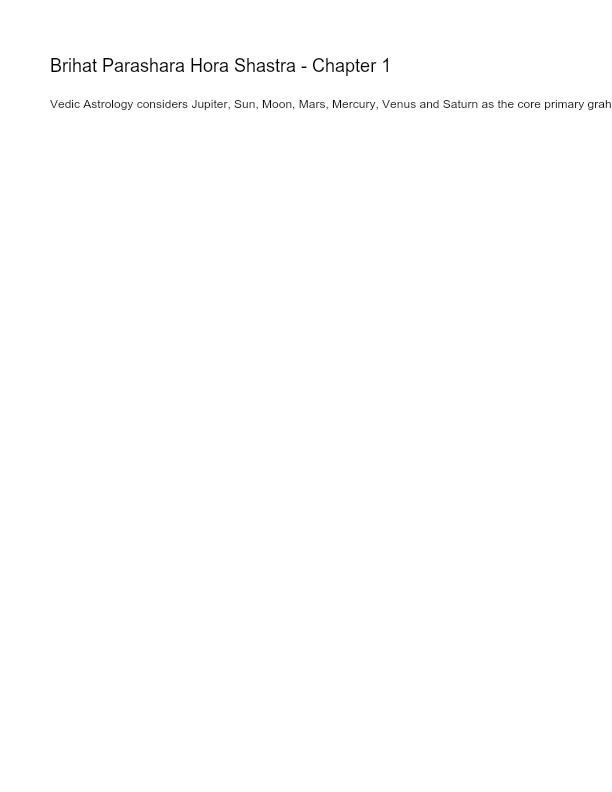 Brihat Parashara Hora Shastra - Chapter 1
Vedic Astrology considers Jupiter, Sun, Moon, Mars, Mercury, Venus and Saturn as the core primary grah